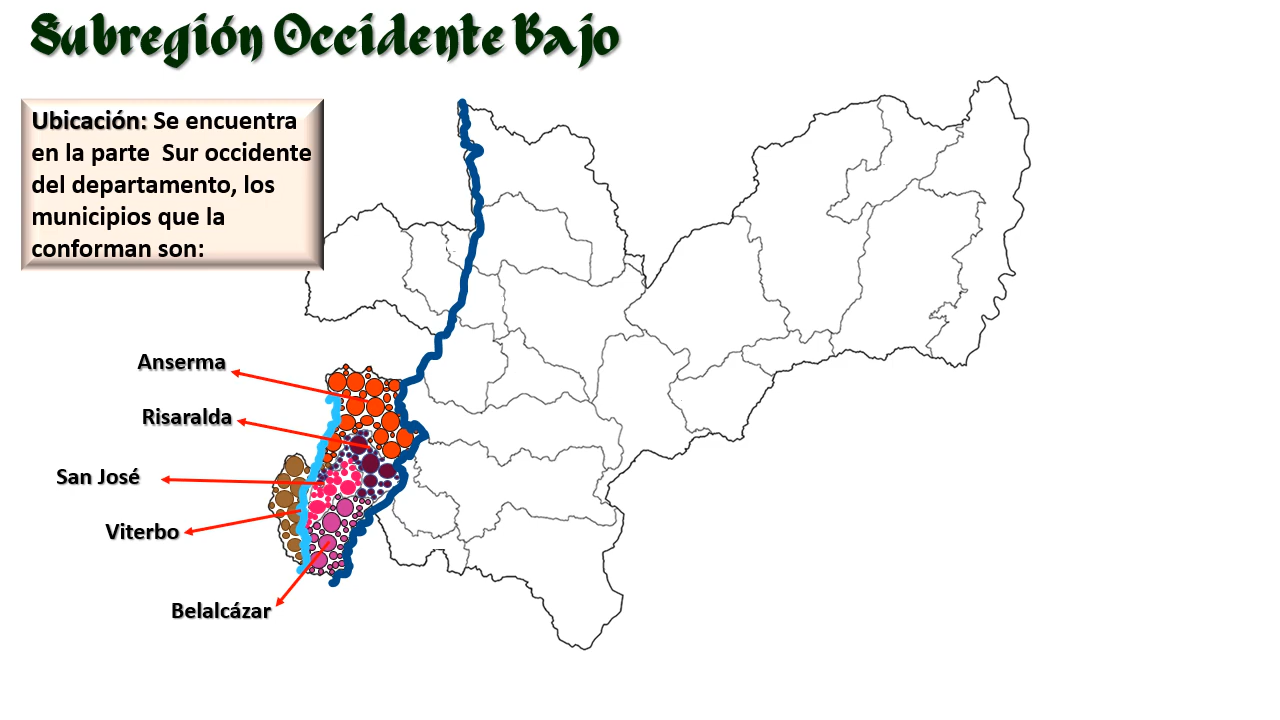 Subregión Occidente Bajo
Ubicación: Se encuentra
en la parte Sur occidente
del departamento, los
municipios que la
conforman son:
Anserma
Risaralda
San José
Viterbo
Belalcázar